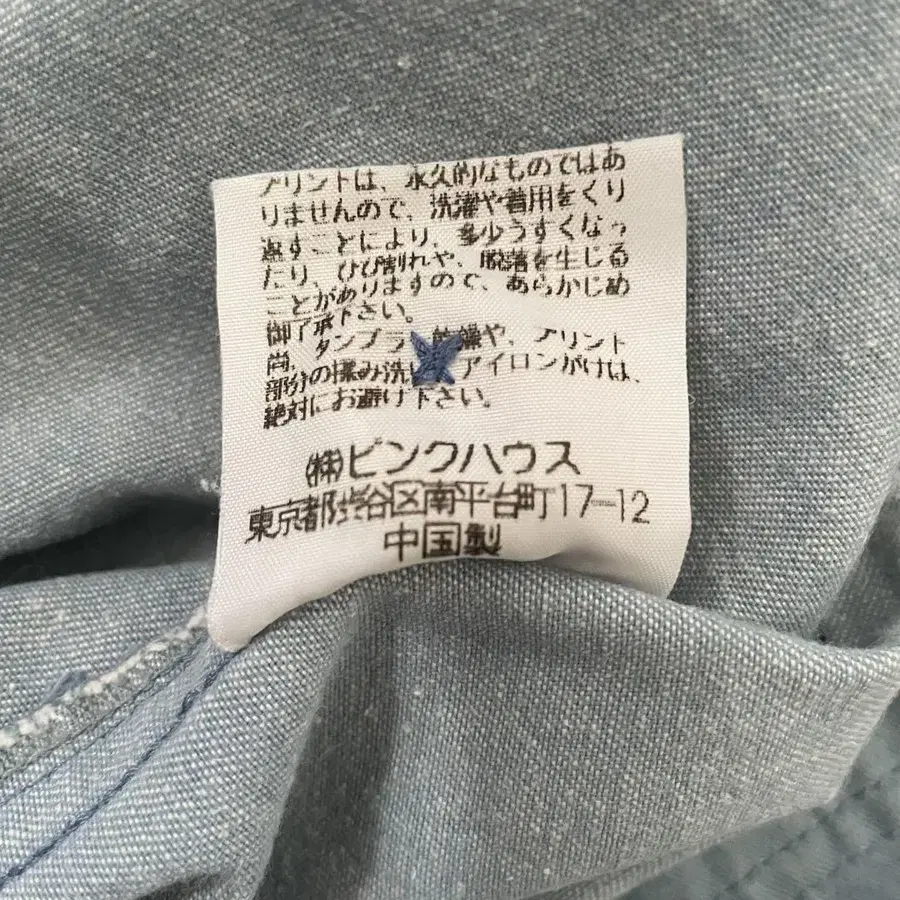 プリントは、永久的なものではあ
りませんので、洗濯や着用をくり
返すことにより、多少うすくなっ
たり、ひび割れや、脱落を生じる
ことがありますので、あらかじめ
御了承下さい。
尚、タンブラー乾燥や、プリント
部分の揉み洗い、アイロンがけは、
絶対にお避け下さい。
(株)ピンクハウス
東京都渋谷区南平台町17-12
中国製